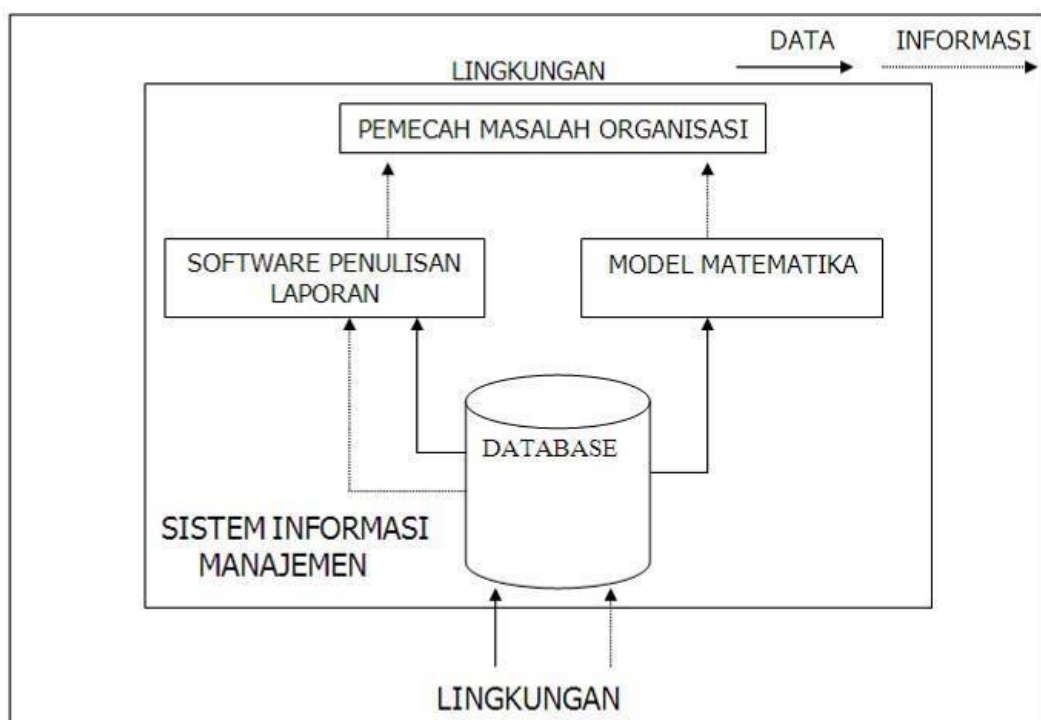 DATA INFORMASI
LINGKUNGAN
PEMECAH MASALAH ORGANISASI
SOFTWARE PENULISAN
LAPORAN
MODEL MATEMATIKA
DATABASE
SISTEM INFORMASI
MANAJEMEN
LINGKUNGAN